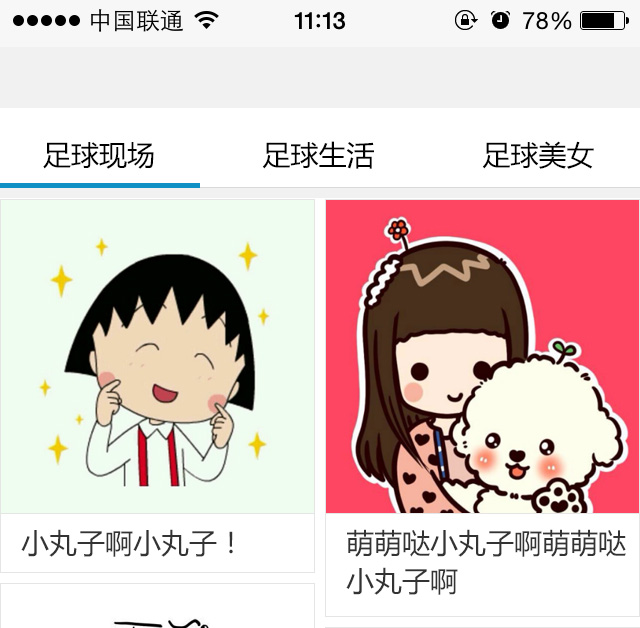 中国联通 11:13 78%
足球现场 足球生活 足球美女
小丸子啊小丸子！
萌萌哒小丸子啊萌萌哒
小丸子啊